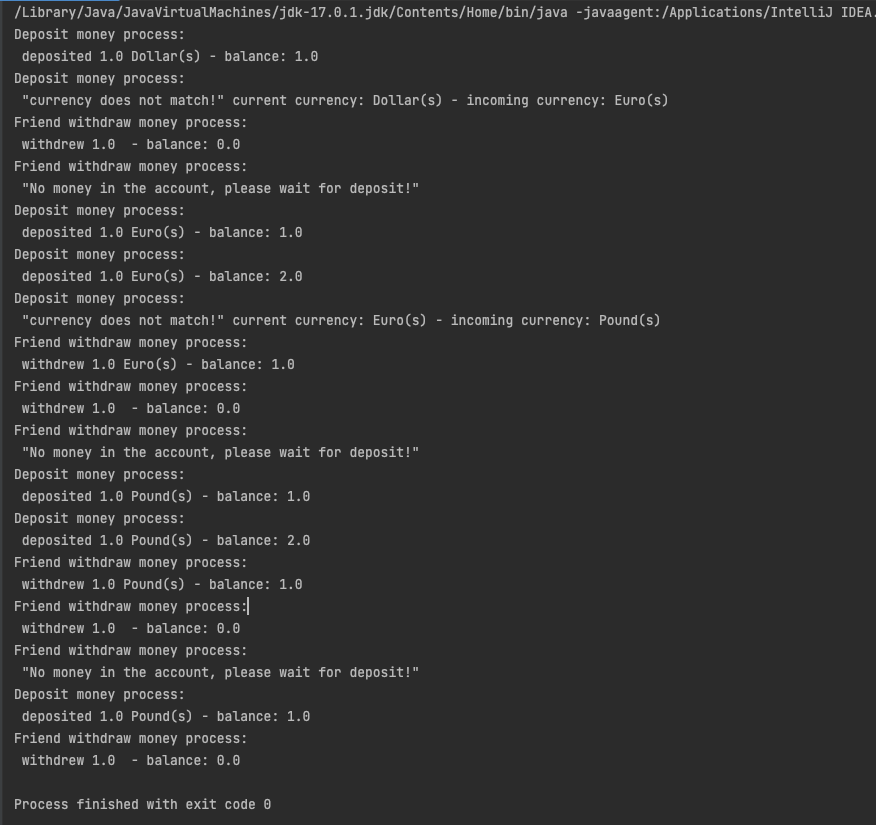 /Library/Java/JavaVirtualMachines/jdk-17.0.1.jdk/Contents/Home/bin/java -javaagent:/Applications/IntelliJ IDEA.
Deposit money process:
 deposited 1.0 Dollar(s) - balance: 1.0
Deposit money process:
 "currency does not match!" current currency: Dollar(s) - incoming currency: Euro(s)
Friend withdraw money process:
 withdrew 1.0  - balance: 0.0
Friend withdraw money process:
 "No money in the account, please wait for deposit!"
Deposit money process:
 deposited 1.0 Euro(s) - balance: 1.0
Deposit money process:
 deposited 1.0 Euro(s) - balance: 2.0
Deposit money process:
 "currency does not match!" current currency: Euro(s) - incoming currency: Pound(s)
Friend withdraw money process:
 withdrew 1.0 Euro(s) - balance: 1.0
Friend withdraw money process:
 withdrew 1.0  - balance: 0.0
Friend withdraw money process:
 "No money in the account, please wait for deposit!"
Deposit money process:
 deposited 1.0 Pound(s) - balance: 1.0
Deposit money process:
 deposited 1.0 Pound(s) - balance: 2.0
Friend withdraw money process:
 withdrew 1.0 Pound(s) - balance: 1.0
Friend withdraw money process:
 withdrew 1.0  - balance: 0.0
Friend withdraw money process:
 "No money in the account, please wait for deposit!"
Deposit money process:
 deposited 1.0 Pound(s) - balance: 1.0
Friend withdraw money process:
 withdrew 1.0  - balance: 0.0

Process finished with exit code 0